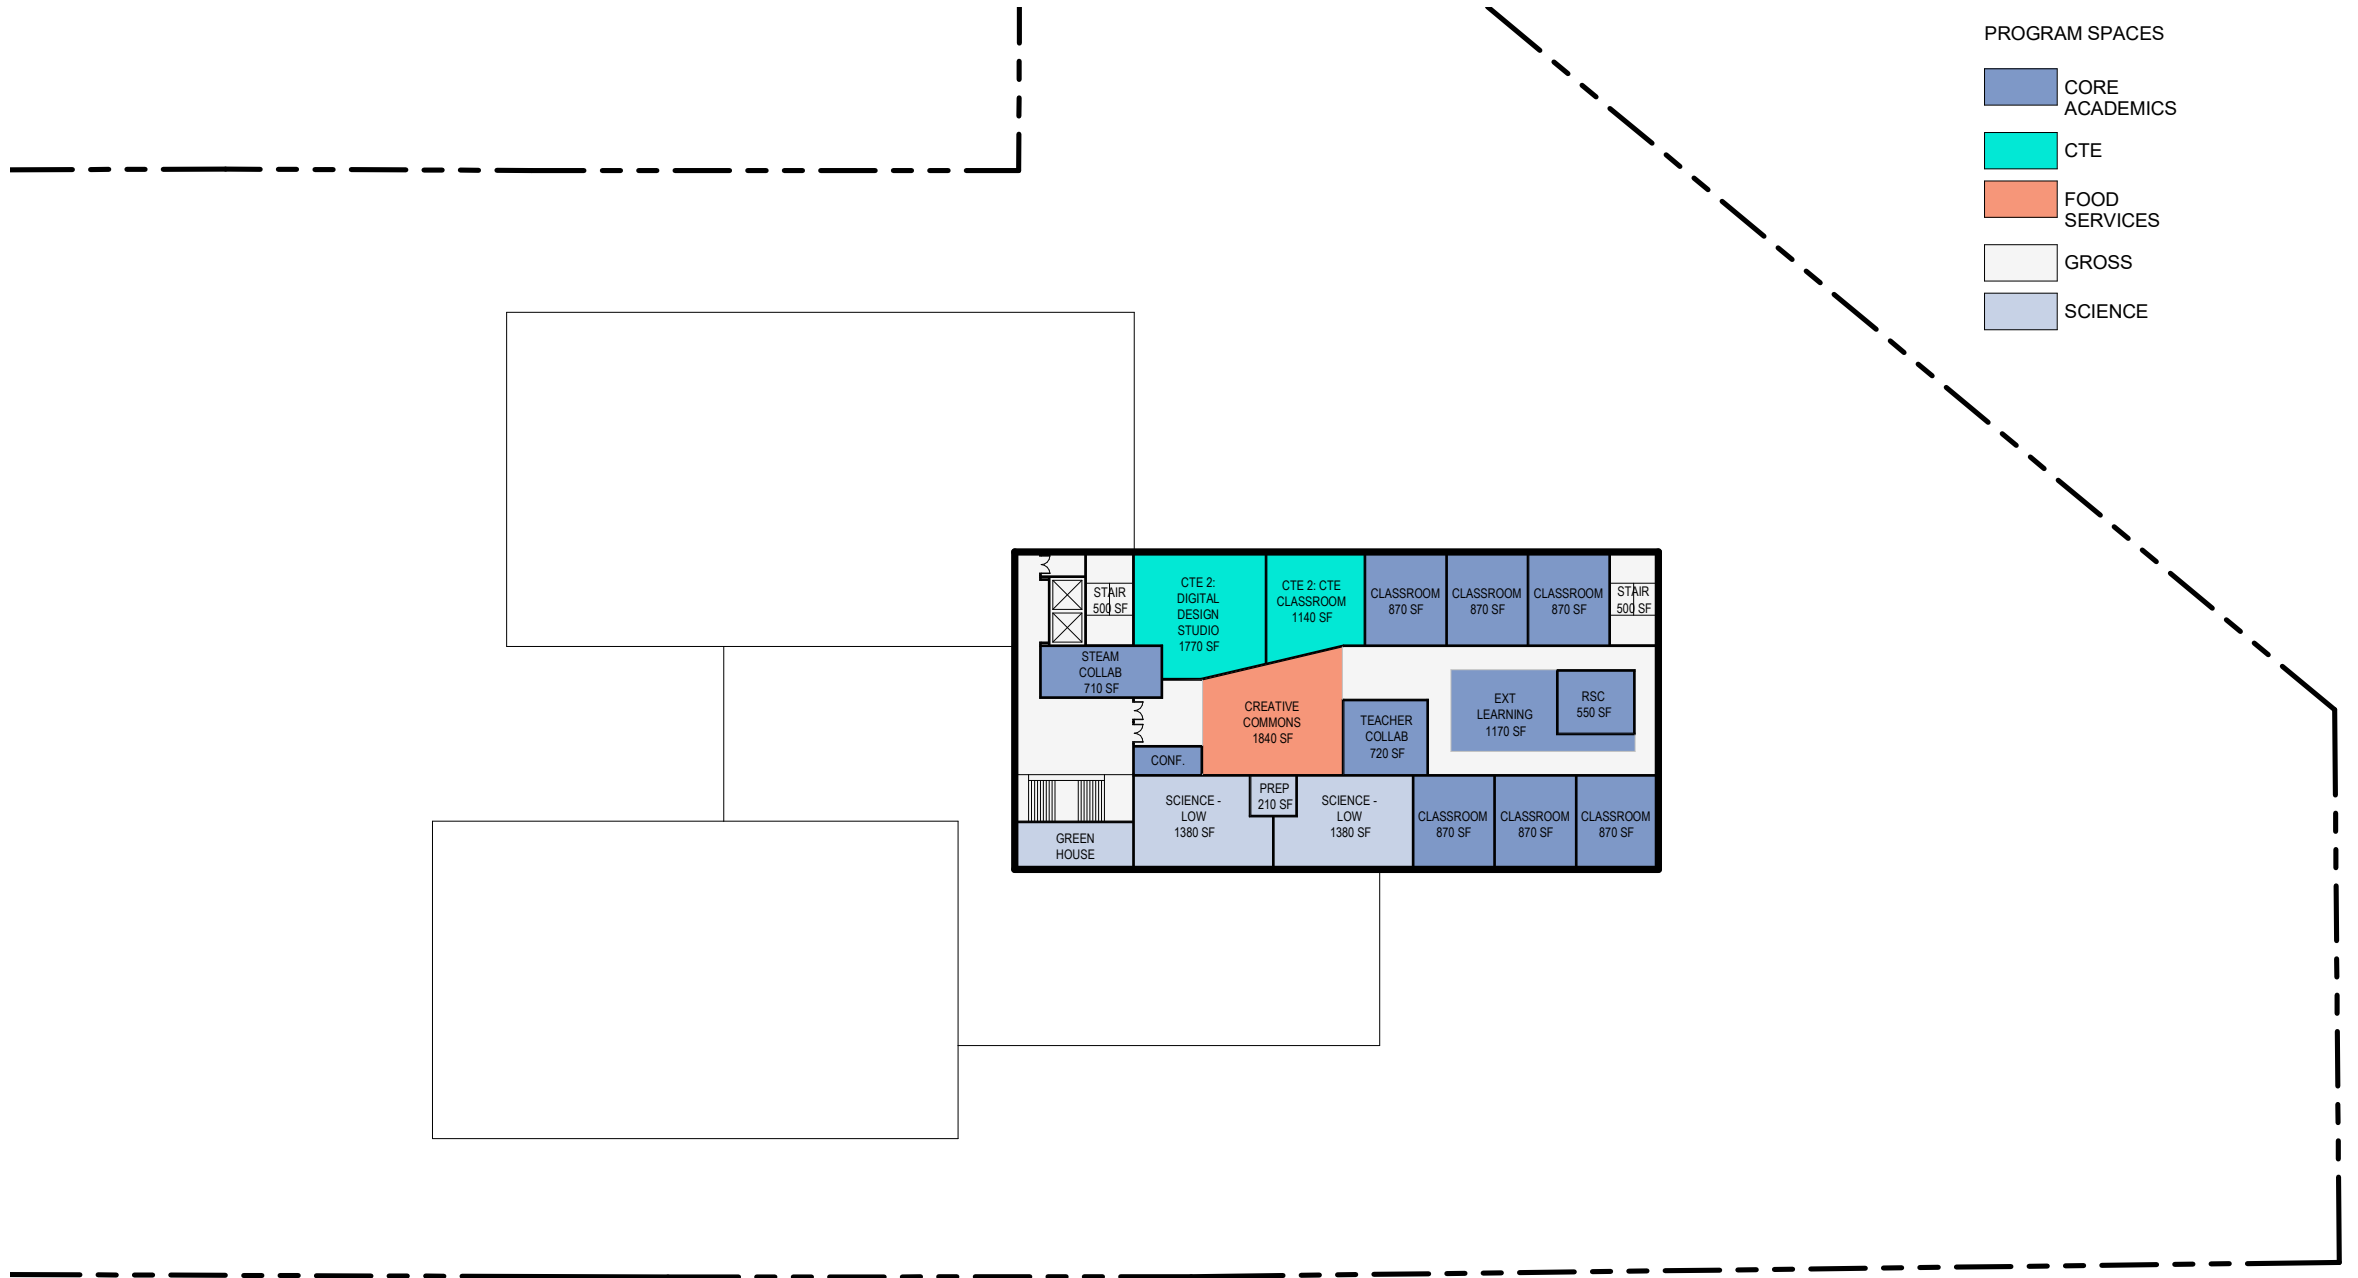 PROGRAM SPACES
CORE
ACADEMICS
CTE
FOOD
SERVICES
GROSS
SCIENCE
STAIR
500 SF
CTE 2:
DIGITAL
DESIGN
STUDIO
1770 SF
CTE 2: CTE
CLASSROOM
1140 SF
CLASSROOM
870 SF
CLASSROOM
870 SF
CLASSROOM
870 SF
STAIR
500 SF
STEAM
COLLAB
710 SF
CREATIVE
COMMONS
1840 SF
TEACHER
COLLAB
720 SF
EXT
LEARNING
1170 SF
RSC
550 SF
CONF.
GREEN
HOUSE
SCIENCE -
LOW
1380 SF
PREP
210 SF
SCIENCE -
LOW
1380 SF
CLASSROOM
870 SF
CLASSROOM
870 SF
CLASSROOM
870 SF